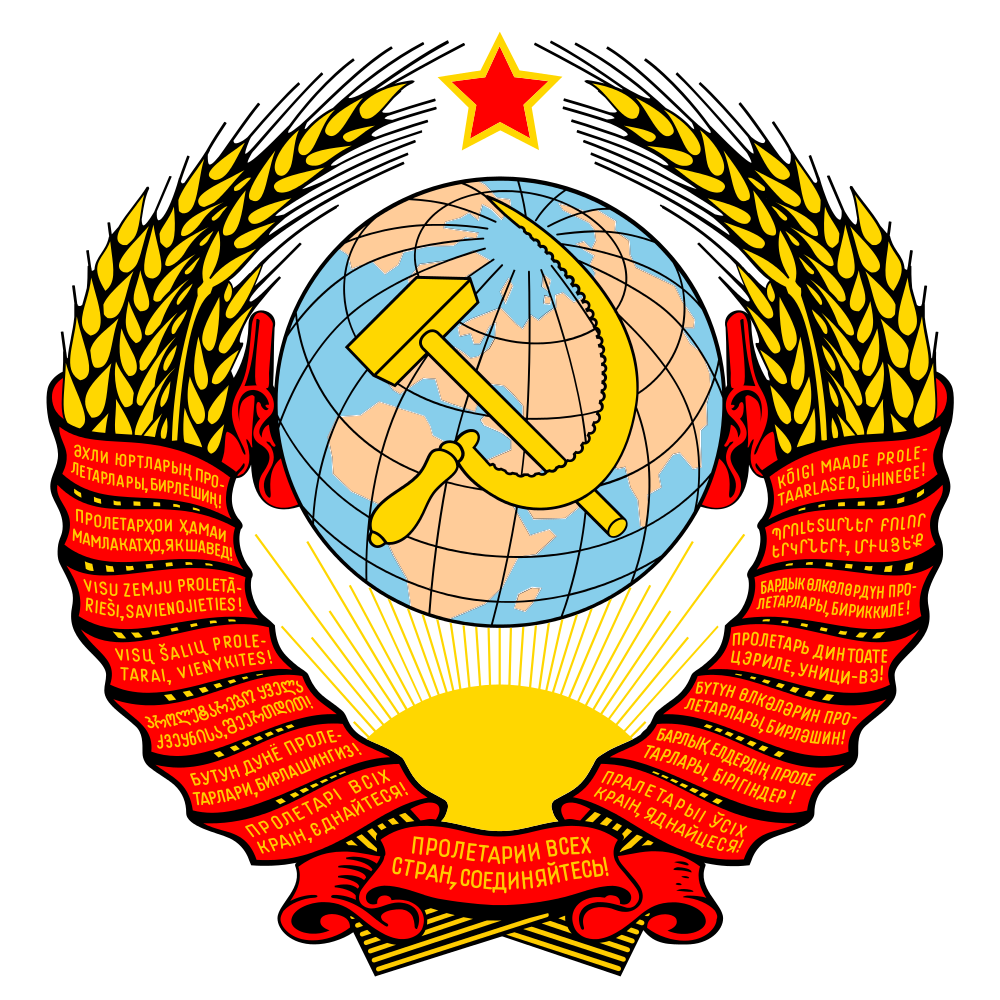 ӘХЛИ ЮРТЛАРЫҢ ПРО-
ЛЕТАРЛАРЫ, БИРЛЕШИҢ!
ПРОЛЕТАРҲОИ ҲАМАИ
МАМЛАКАТҲО, ЯКШАВЕД!
VISU ZEMJU PROLETĀ-
RIEŠI, SAVIENOJIETIES!
VISŲ ŠALIŲ PROLE-
TARAI, VIENYKITES!
ᲞᲠᲝᲚᲔᲢᲐᲠᲔᲑᲝ ᲧᲕᲔᲚᲐ
ᲥᲕᲔᲧᲜᲘᲡᲐ, ᲨᲔᲔᲠᲗᲓᲘᲗ!
БУТУН ДУНЁ ПРОЛЕ-
ТАРЛАРИ, БИРЛАШИНГИЗ!
ПРОЛЕТАРІ ВСІХ
КРАЇН, ЄДНАЙТЕСЯ!
ПРОЛЕТАРИИ ВСЕХ
СТРАН, СОЕДИНЯЙТЕСЬ!
KÕIGI MAADE PROLE-
TAARLASED, ÜHINEGE!
ՊՐՈԼԵՏԱՐՆԵՐ ԲՈԼՈՐ
ԵՐԿՐՆԵՐԻ, ՄԻԱՑԵՔ
БАРДЫК ӨЛКӨЛӨРДҮН ПРО-
ЛЕТАРЛАРЫ, БИРИККИЛЕ!
ПРОЛЕТАРЬ ДИН ТОАТЕ
ЦЭРИЛЕ, УНИЦИ-ВЭ!
БҮТҮН ӨЛКӘЛӘРИН ПРО-
ЛЕТАРЛАРЫ, БИРЛӘШИН!
БАРЛЫҚ ЕЛДЕРДІҢ ПРОЛЕ
ТАРЛАРЫ, БІРІГІҢДЕР!
ПРАЛЕТАРЫІ ЎСІХ
КРАІН, ЯДНАЙЦЕСЯ!